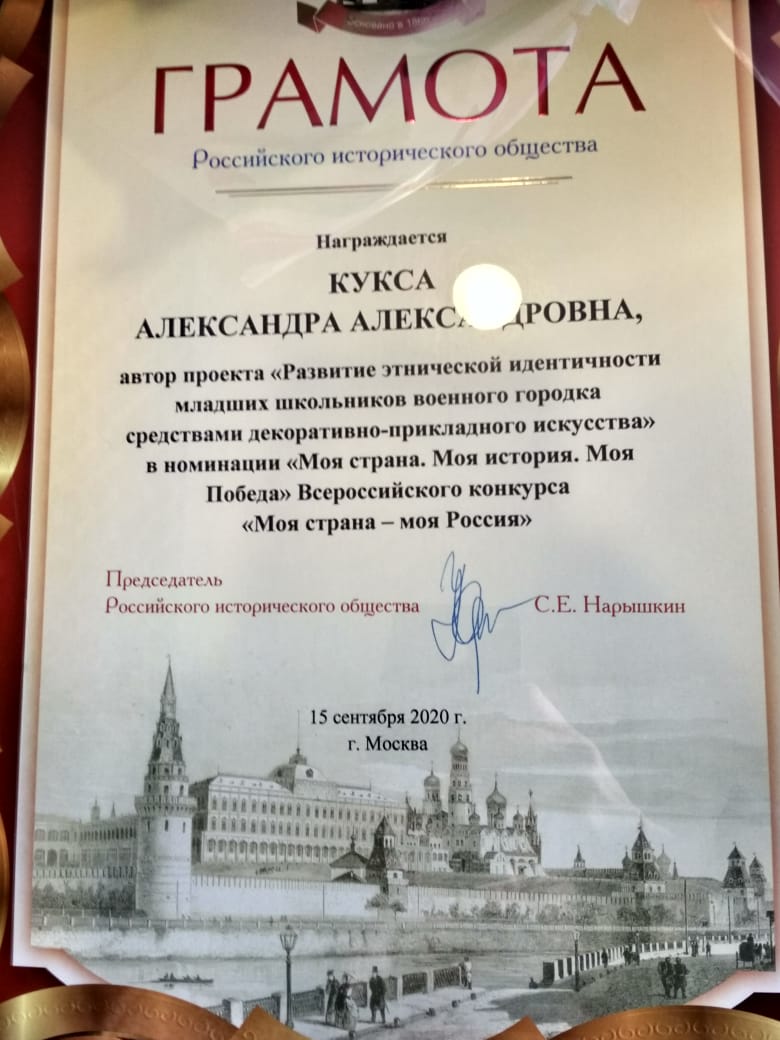 основано в 1866
ГРАМОТА
Российского исторического общества
Награждается
КУКСА
АЛЕКСАНДРА АЛЕКСАНДРОВНА,
автор проекта «Развитие этнической идентичности
младших школьников военного городка
средствами декоративно-прикладного искусства»
в номинации «Моя страна. Моя история. Моя
Победа» Всероссийского конкурса
«Моя страна – моя Россия»
Председатель
Российского исторического общества
С.Е. Нарышкин
15 сентября 2020 г.
г. Москва